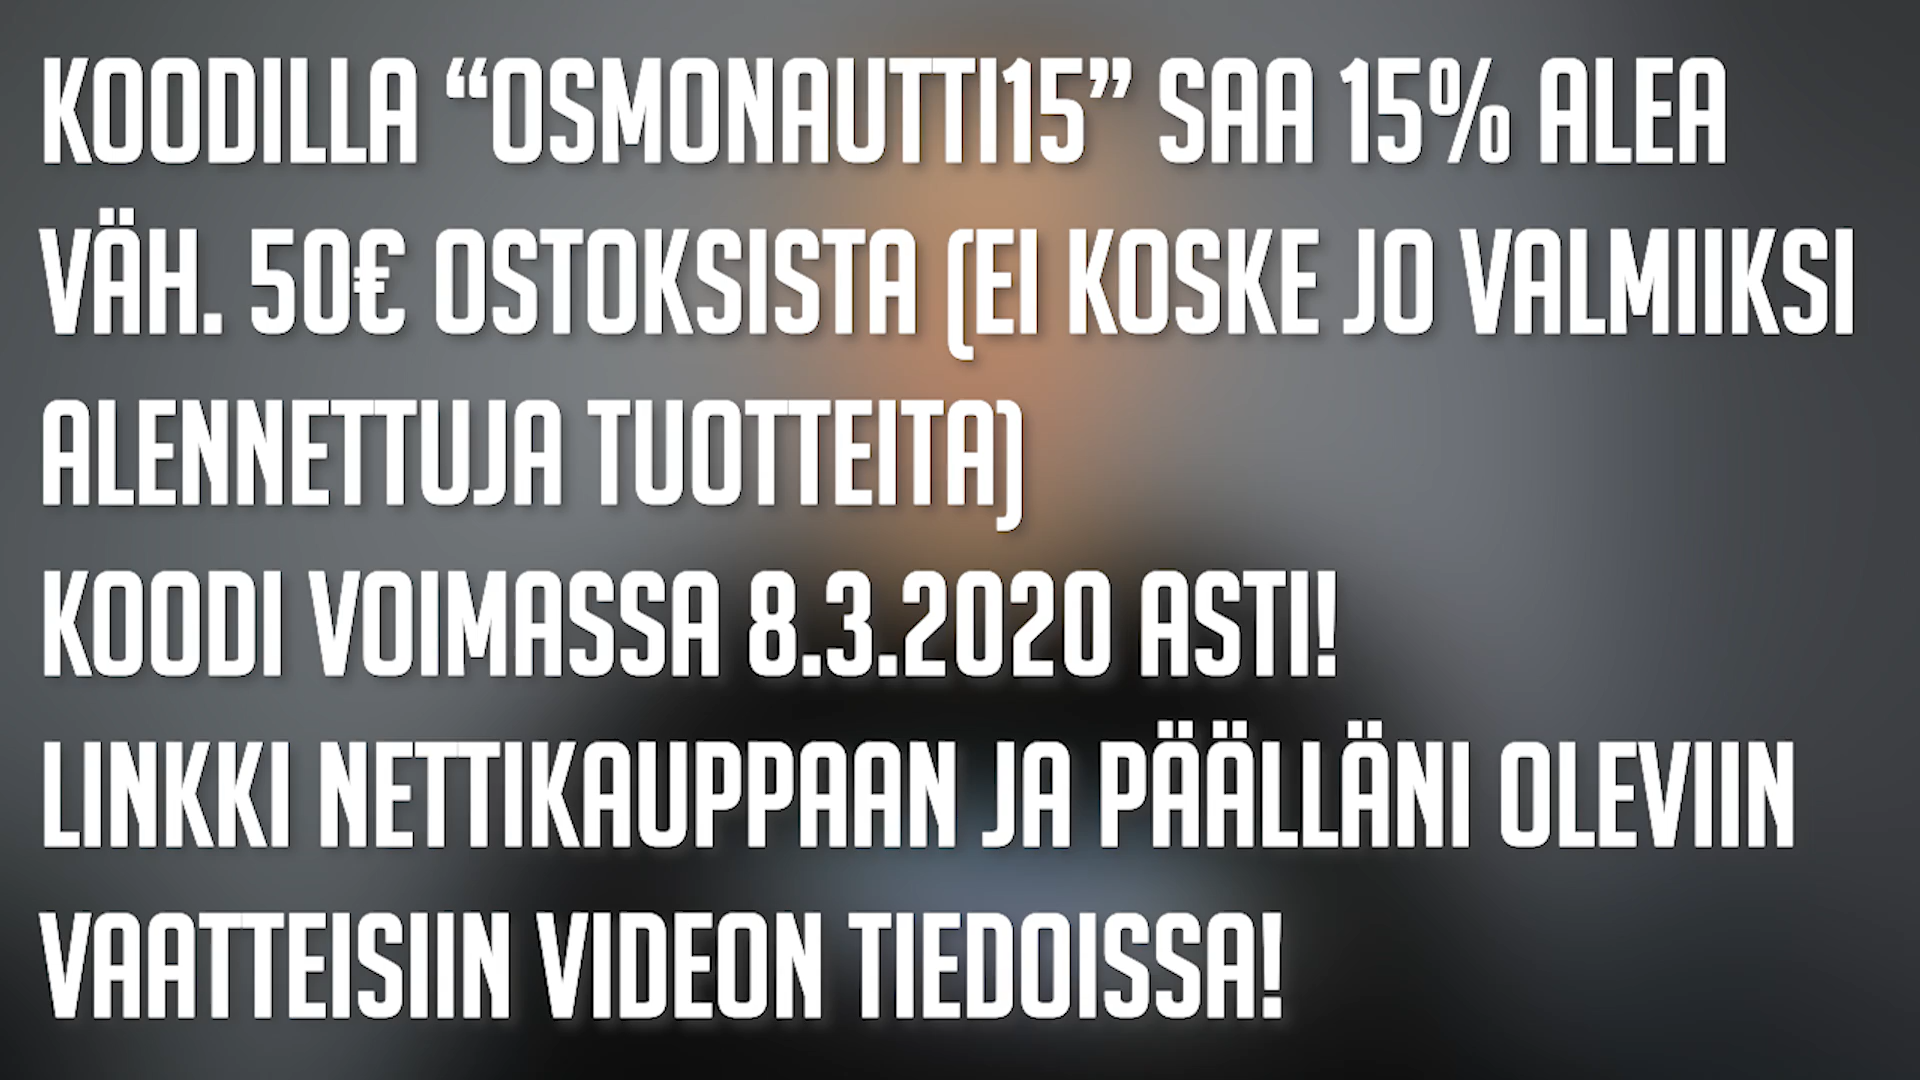 KOODILLA “OSMONAUTTI15” SAA 15% ALEA
VÄH. 50€ OSTOKSISTA (EI KOSKE JO VALMIIKSI
ALENNETTUJA TUOTTEITA)
KOODI VOIMASSA 8.3.2020 ASTI!
LINKKI NETTIKAUPPAAN JA PÄÄLLÄNI OLEVIIN
VAATTEISIIN VIDEON TIEDOISSA!